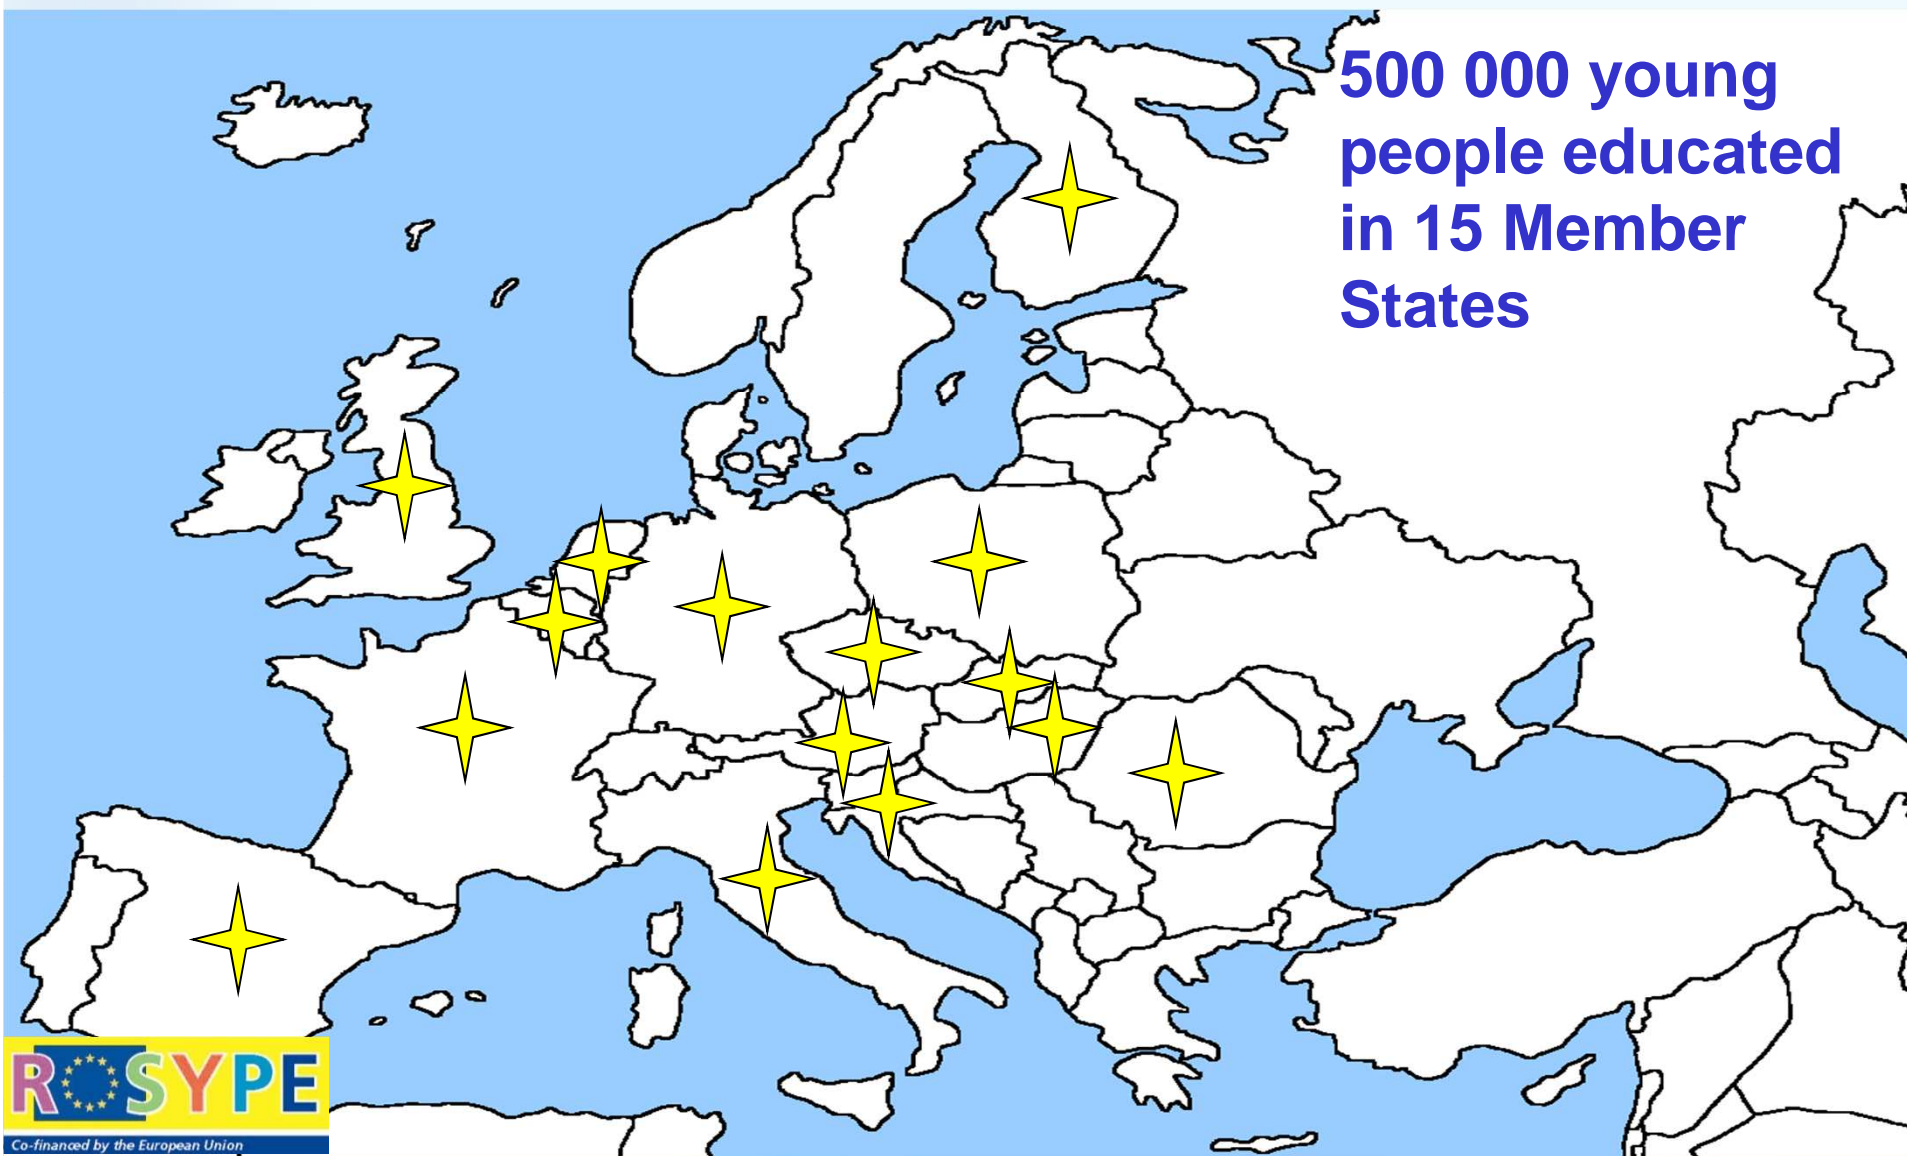 500 000 young
people educated
in 15 Member
States
ROSYPE
Co-financed by the European Union